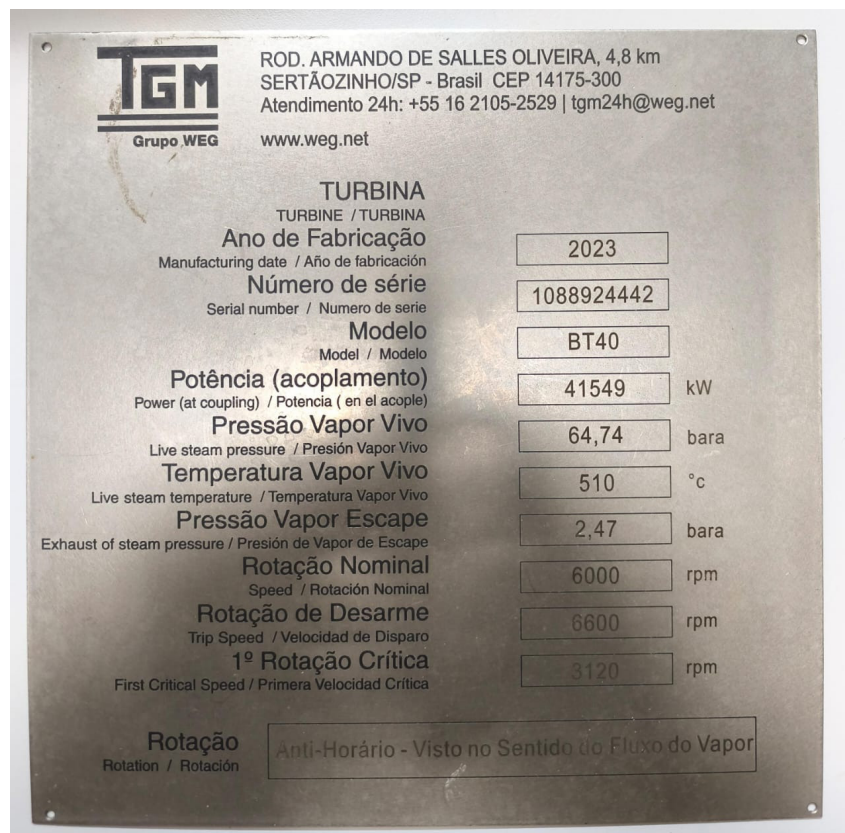 TGM
Grupo WEG
ROD. ARMANDO DE SALLES OLIVEIRA, 4,8 km
SERTÃOZINHO/SP - Brasil CEP 14175-300
Atendimento 24h: +55 16 2105-2529 | tgm24h@weg.net
www.weg.net
TURBINA
TURBINE / TURBINA
Ano de Fabricação 2023
Manufacturing date / Año de fabricación
Número de série 1088924442
Serial number / Numero de serie
Modelo BT40
Model / Modelo
Potência (acoplamento) 41549 kW
Power (at coupling) / Potencia ( en el acople)
Pressão Vapor Vivo 64,74 bara
Live steam pressure / Presión Vapor Vivo
Temperatura Vapor Vivo 510 °c
Live steam temperature / Temperatura Vapor Vivo
Pressão Vapor Escape 2,47 bara
Exhaust of steam pressure / Presión de Vapor de Escape
Rotação Nominal 6000 rpm
Speed / Rotación Nominal
Rotação de Desarme 6600 rpm
Trip Speed / Velocidad de Disparo
1º Rotação Crítica 3120 rpm
First Critical Speed / Primera Velocidad Crítica
Rotação Anti-Horário - Visto no Sentido do Fluxo do Vapor
Rotation / Rotación